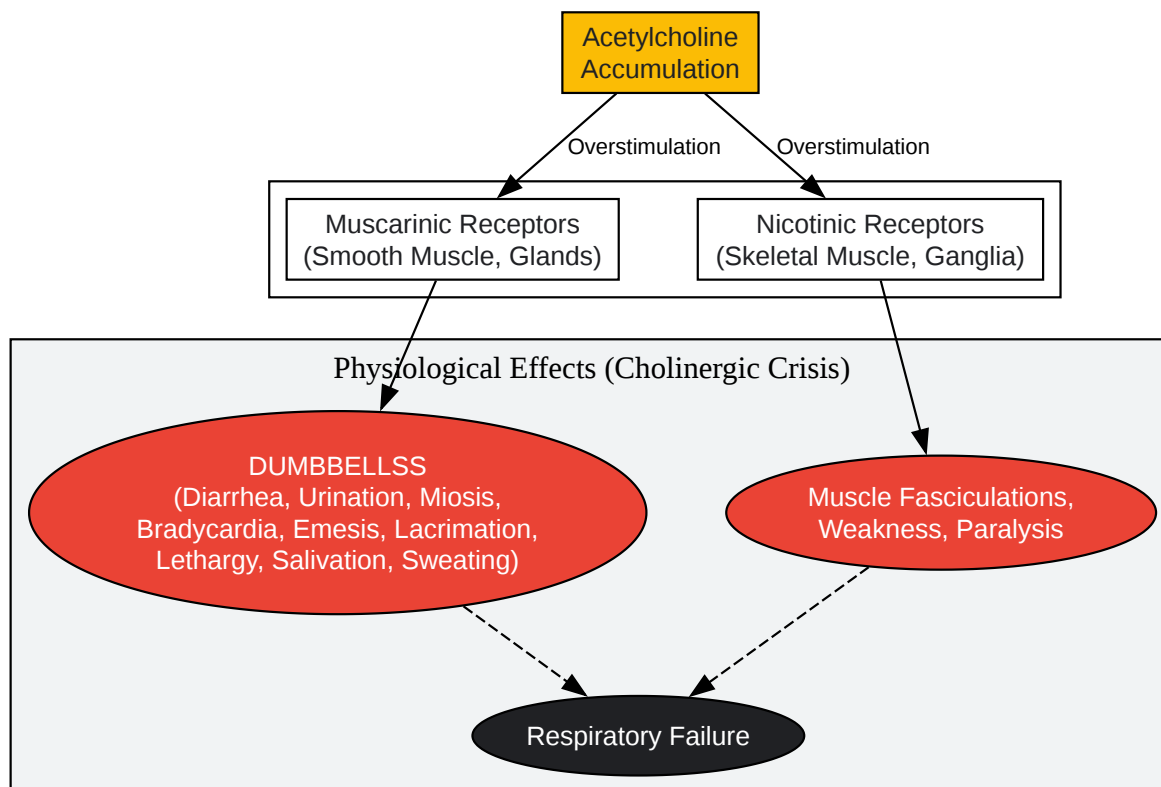 Acetylcholine
Accumulation
Overstimulation
Overstimulation
Muscarinic Receptors
(Smooth Muscle, Glands)
Nicotinic Receptors
(Skeletal Muscle, Ganglia)
Physiological Effects (Cholinergic Crisis)
DUMBBELLSS
(Diarrhea, Urination, Miosis,
Bradycardia, Emesis, Lacrimation,
Lethargy, Salivation, Sweating)
Muscle Fasciculations,
Weakness, Paralysis
Respiratory Failure